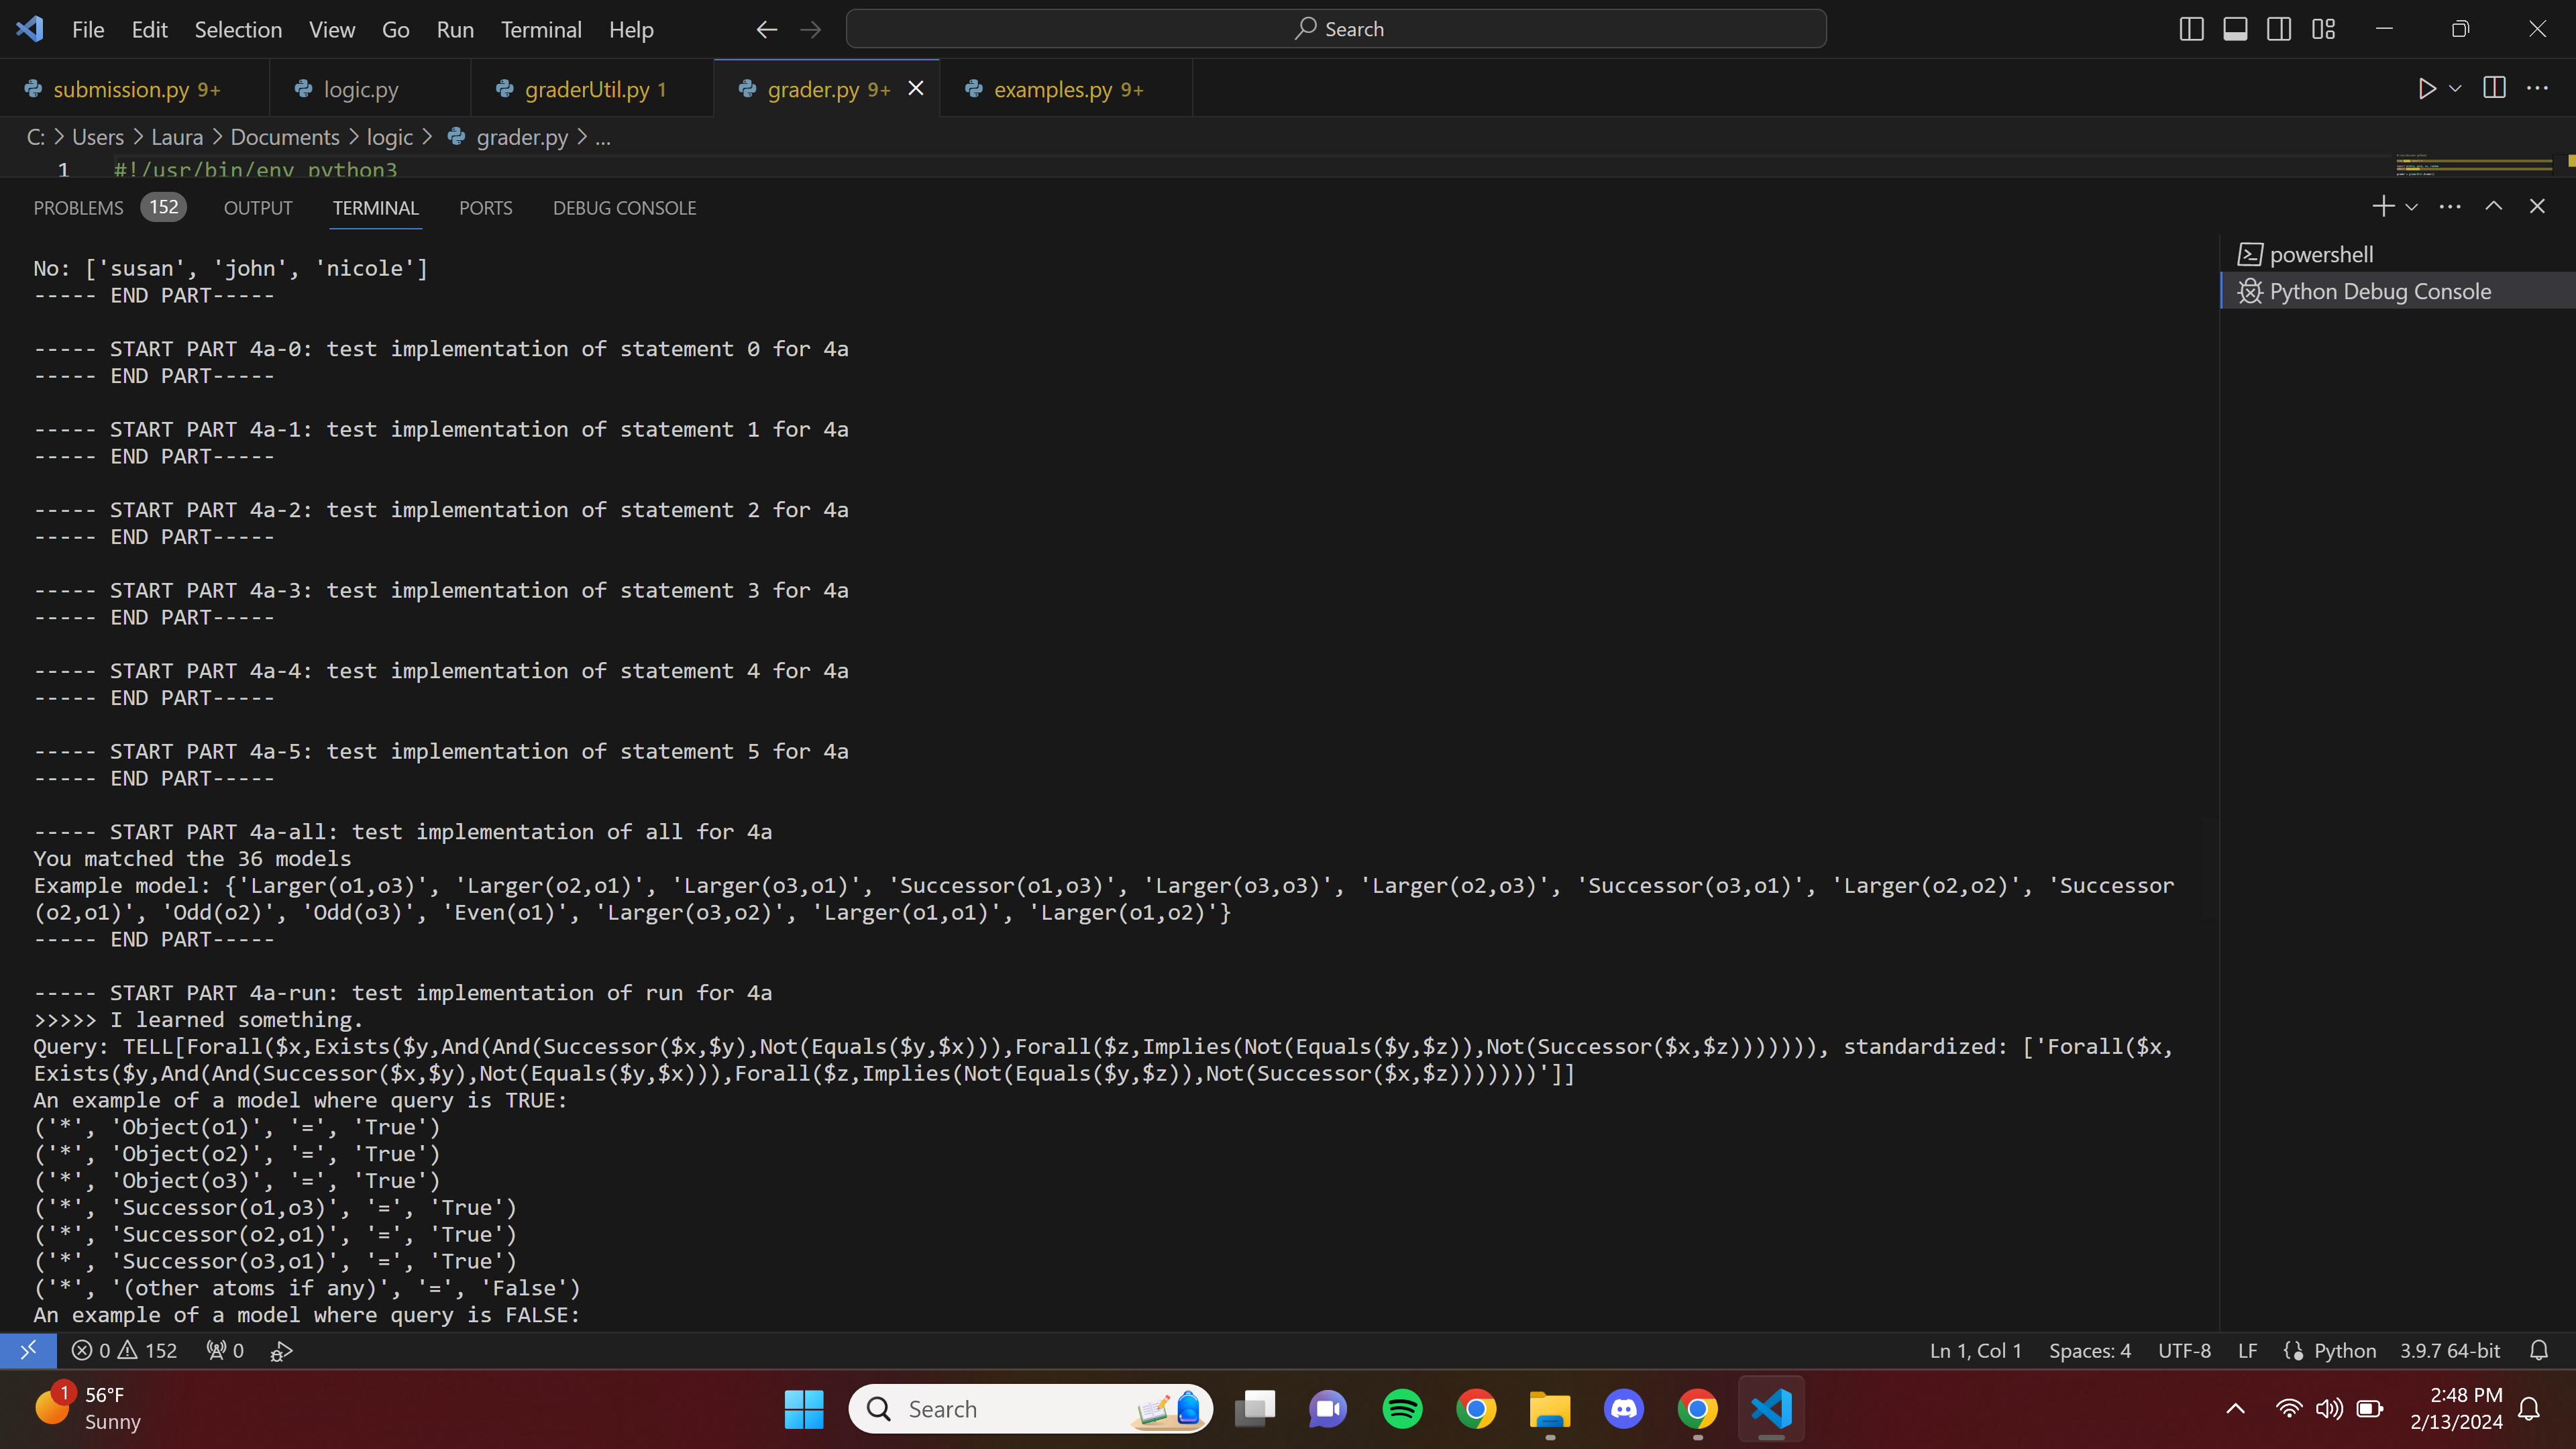 File Edit Selection View Go Run Terminal Help
Search
submission.py 9+ logic.py graderUtil.py 1 grader.py 9+ examples.py 9+
C: > Users > Laura > Documents > logic > grader.py > ...
1 #!/usr/bin/env python3
PROBLEMS 152 OUTPUT TERMINAL PORTS DEBUG CONSOLE
powershell
Python Debug Console
No: ['susan', 'john', 'nicole']
----- END PART-----
----- START PART 4a-0: test implementation of statement 0 for 4a
----- END PART-----
----- START PART 4a-1: test implementation of statement 1 for 4a
----- END PART-----
----- START PART 4a-2: test implementation of statement 2 for 4a
----- END PART-----
----- START PART 4a-3: test implementation of statement 3 for 4a
----- END PART-----
----- START PART 4a-4: test implementation of statement 4 for 4a
----- END PART-----
----- START PART 4a-5: test implementation of statement 5 for 4a
----- END PART-----
----- START PART 4a-all: test implementation of all for 4a
You matched the 36 models
Example model: {'Larger(o1,o3)', 'Larger(o2,o1)', 'Larger(o3,o1)', 'Successor(o1,o3)', 'Larger(o3,o3)', 'Larger(o2,o3)', 'Successor(o3,o1)', 'Larger(o2,o2)', 'Successor
(o2,o1)', 'Odd(o2)', 'Odd(o3)', 'Even(o1)', 'Larger(o3,o2)', 'Larger(o1,o1)', 'Larger(o1,o2)'}
----- END PART-----
----- START PART 4a-run: test implementation of run for 4a
>>>>> I learned something.
Query: TELL[Forall($x,Exists($y,And(And(Successor($x,$y),Not(Equals($y,$x))),Forall($z,Implies(Not(Equals($y,$z)),Not(Successor($x,$z))))))), standardized: ['Forall($x,
Exists($y,And(And(Successor($x,$y),Not(Equals($y,$x))),Forall($z,Implies(Not(Equals($y,$z)),Not(Successor($x,$z)))))))']]
An example of a model where query is TRUE:
('*', 'Object(o1)', '=', 'True')
('*', 'Object(o2)', '=', 'True')
('*', 'Object(o3)', '=', 'True')
('*', 'Successor(o1,o3)', '=', 'True')
('*', 'Successor(o2,o1)', '=', 'True')
('*', 'Successor(o3,o1)', '=', 'True')
('*', '(other atoms if any)', '=', 'False')
An example of a model where query is FALSE:
0 152 0 Ln 1, Col 1 Spaces: 4 UTF-8 LF Python 3.9.7 64-bit
1 56°F
Sunny
Search
2:48 PM
2/13/2024